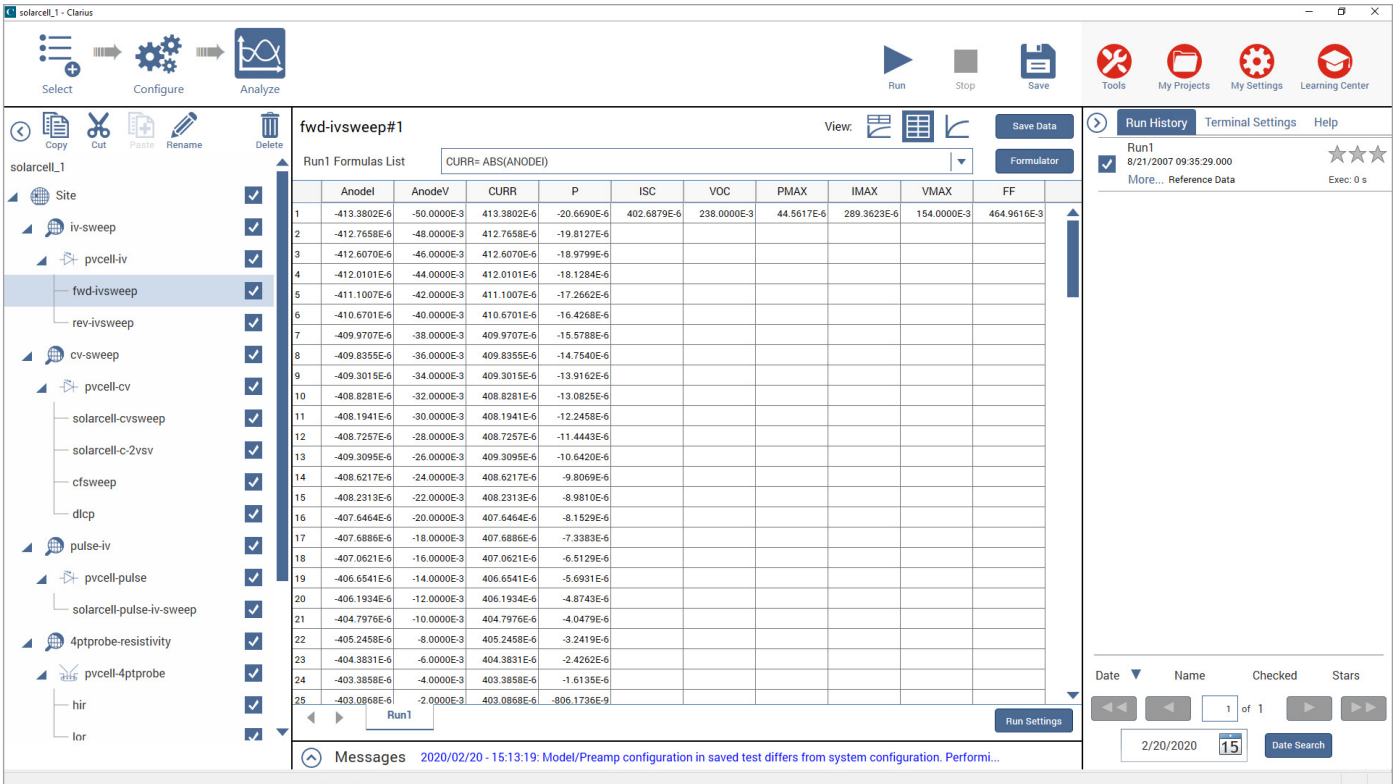 solarcell_1 - Clarius
Select
Configure
Analyze
Run
Stop
Save
Tools
My Projects
My Settings
Learning Center
Copy
Cut
Paste
Rename
Delete
solarcell_1
Site
iv-sweep
pvcell-iv
fwd-ivsweep
rev-ivsweep
cv-sweep
pvcell-cv
solarcell-cvsweep
solarcell-c-2vsv
cfsweep
dlcp
pulse-iv
pvcell-pulse
solarcell-pulse-iv-sweep
4ptprobe-resistivity
pvcell-4ptprobe
hir
lor
fwd-ivsweep#1
View:
Save Data
Run1 Formulas List
CURR= ABS(ANODEI)
Formulator
AnodeI AnodeV CURR P ISC VOC PMAX IMAX VMAX FF
1 -413.3802E-6 -50.0000E-3 413.3802E-6 -20.6690E-6 402.6879E-6 238.0000E-3 44.5617E-6 289.3623E-6 154.0000E-3 464.9616E-3
2 -412.7658E-6 -48.0000E-3 412.7658E-6 -19.8127E-6
3 -412.6070E-6 -46.0000E-3 412.6070E-6 -18.9799E-6
4 -412.0101E-6 -44.0000E-3 412.0101E-6 -18.1284E-6
5 -411.1007E-6 -42.0000E-3 411.1007E-6 -17.2662E-6
6 -410.6701E-6 -40.0000E-3 410.6701E-6 -16.4268E-6
7 -409.9707E-6 -38.0000E-3 409.9707E-6 -15.5788E-6
8 -409.8355E-6 -36.0000E-3 409.8355E-6 -14.7540E-6
9 -409.3015E-6 -34.0000E-3 409.3015E-6 -13.9162E-6
10 -408.8281E-6 -32.0000E-3 408.8281E-6 -13.0825E-6
11 -408.1941E-6 -30.0000E-3 408.1941E-6 -12.2458E-6
12 -408.7257E-6 -28.0000E-3 408.7257E-6 -11.4443E-6
13 -409.3095E-6 -26.0000E-3 409.3095E-6 -10.6420E-6
14 -408.6217E-6 -24.0000E-3 408.6217E-6 -9.8069E-6
15 -408.2313E-6 -22.0000E-3 408.2313E-6 -8.9810E-6
16 -407.6464E-6 -20.0000E-3 407.6464E-6 -8.1529E-6
17 -407.6886E-6 -18.0000E-3 407.6886E-6 -7.3383E-6
18 -407.0621E-6 -16.0000E-3 407.0621E-6 -6.5129E-6
19 -406.6541E-6 -14.0000E-3 406.6541E-6 -5.6931E-6
20 -406.1934E-6 -12.0000E-3 406.1934E-6 -4.8743E-6
21 -404.7976E-6 -10.0000E-3 404.7976E-6 -4.0479E-6
22 -405.2458E-6 -8.0000E-3 405.2458E-6 -3.2419E-6
23 -404.3831E-6 -6.0000E-3 404.3831E-6 -2.4262E-6
24 -403.3858E-6 -4.0000E-3 403.3858E-6 -1.6135E-6
25 -403.0868E-6 -2.0000E-3 403.0868E-6 -806.1736E-9
Run1
Run Settings
Messages 2020/02/20 - 15:13:19: Model/Preamp configuration in saved test differs from system configuration. Performi...
Run History
Terminal Settings
Help
Run1
8/21/2007 09:35:29.000
More... Reference Data
Exec: 0 s
Date
Name
Checked
Stars
1 of 1
2/20/2020
15
Date Search